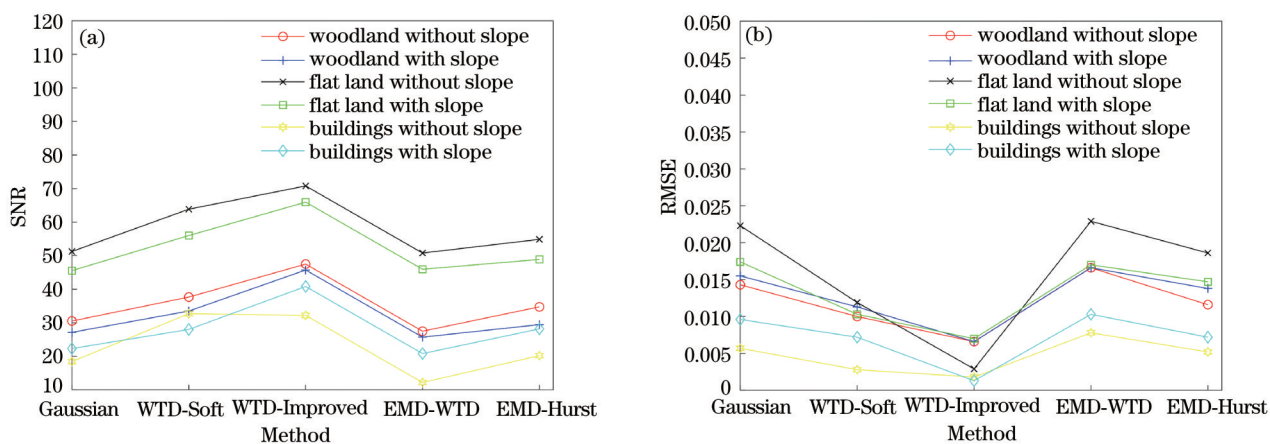 (a)
120
110
100
90
80
70
60
50
40
30
20
10
SNR
woodland without slope
woodland with slope
flat land without slope
flat land with slope
buildings without slope
buildings with slope
Gaussian WTD-Soft WTD-Improved EMD-WTD EMD-Hurst
Method
(b)
0.050
0.045
0.040
0.035
0.030
0.025
0.020
0.015
0.010
0.005
0
RMSE
woodland without slope
woodland with slope
flat land without slope
flat land with slope
buildings without slope
buildings with slope
Gaussian WTD-Soft WTD-Improved EMD-WTD EMD-Hurst
Method